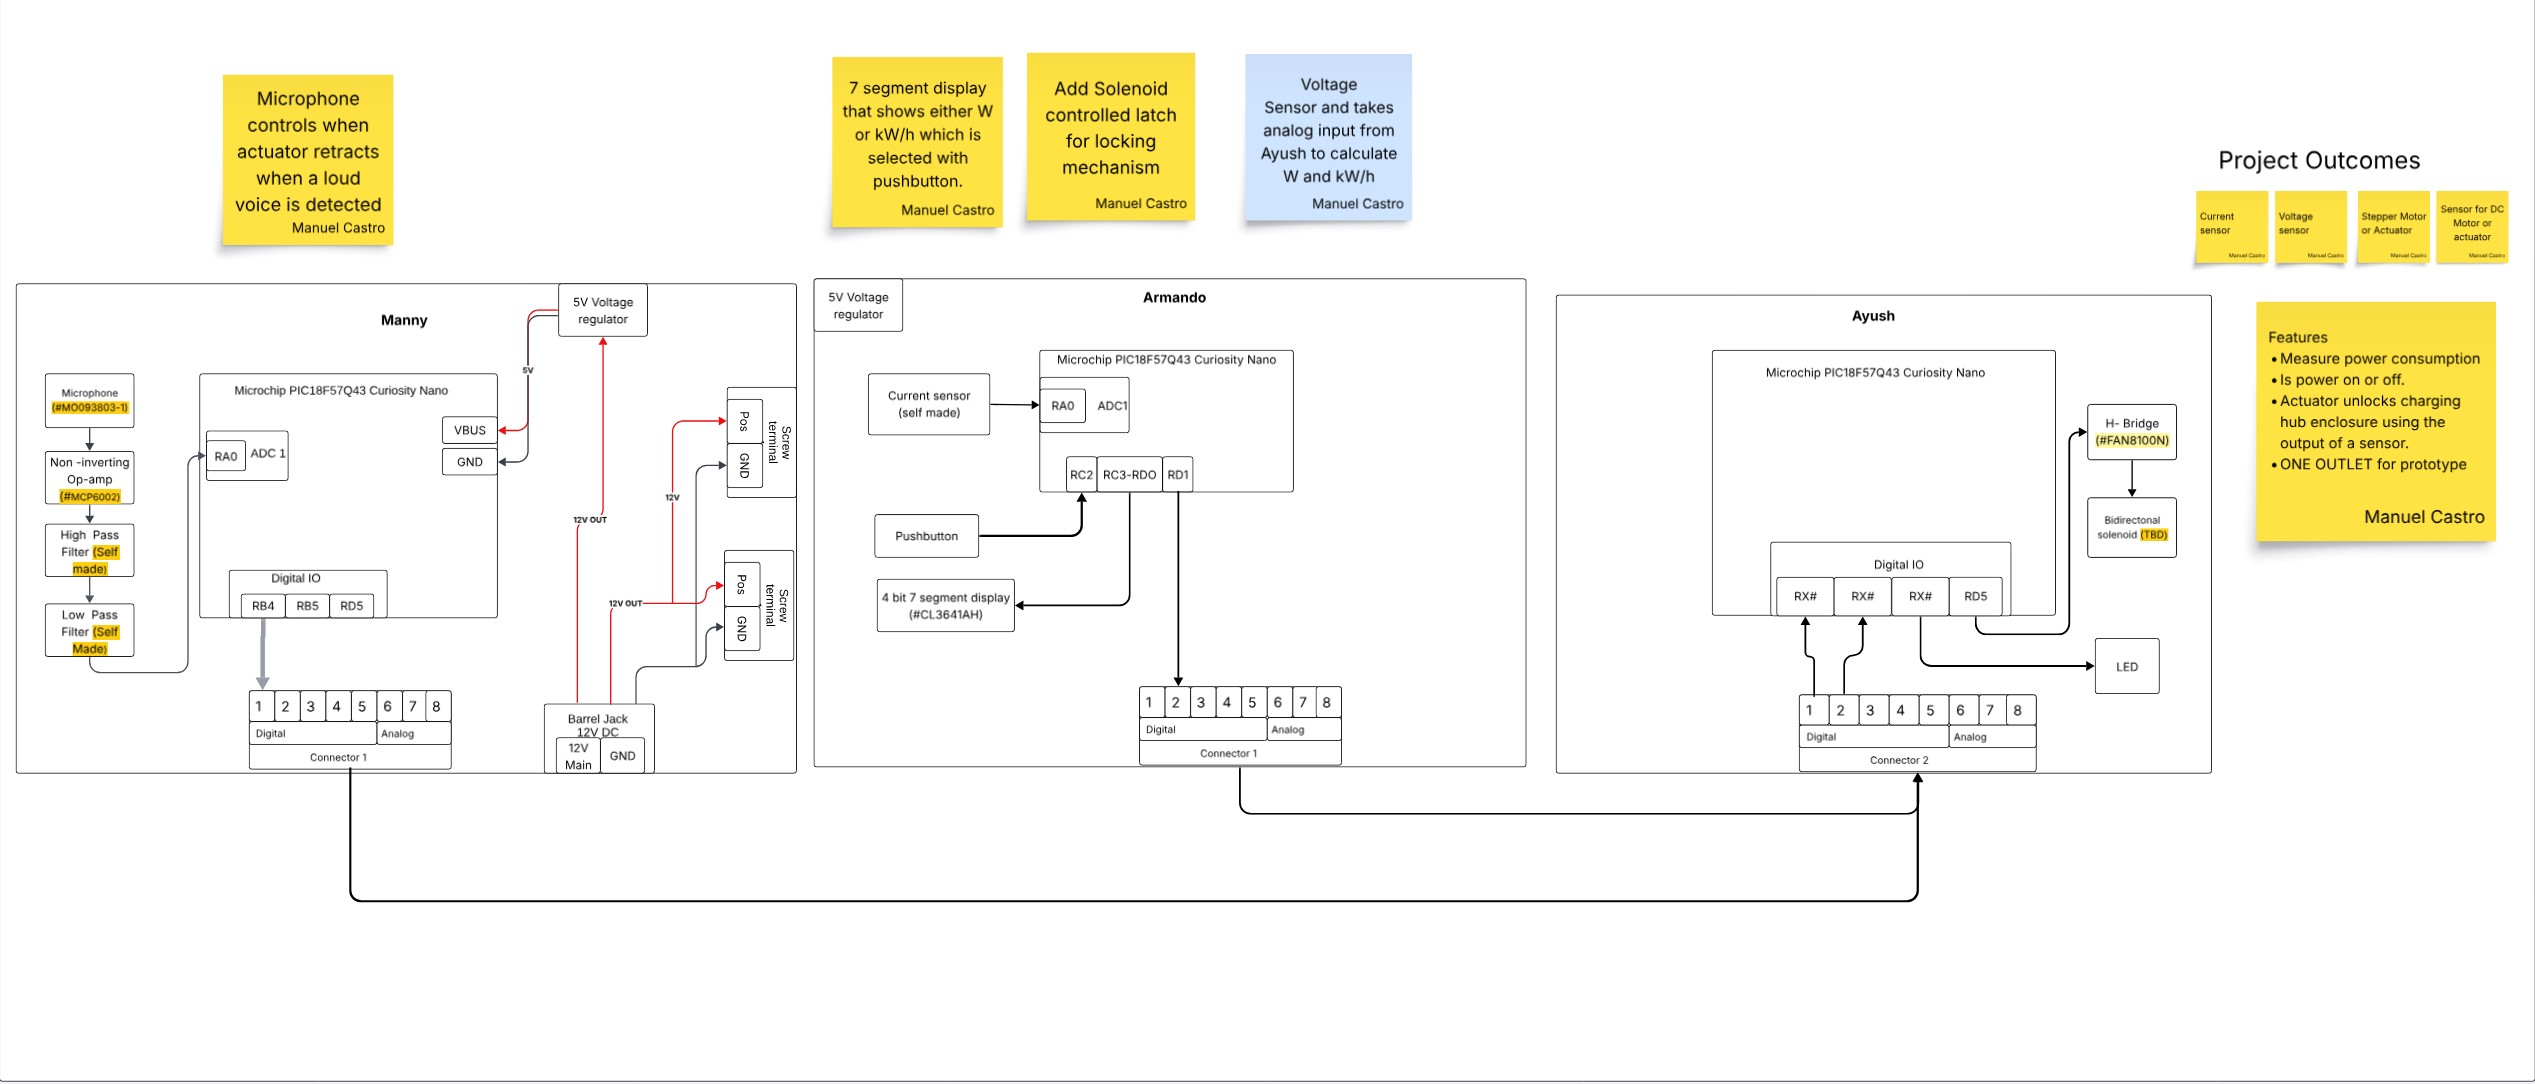 Microphone
controls when
actuator retracts
when a loud
voice is detected
Manuel Castro
7 segment display
that shows either W
or kW/h which is
selected with
pushbutton.
Manuel Castro
Add Solenoid
controlled latch
for locking
mechanism
Manuel Castro
Voltage
Sensor and takes
analog input from
Ayush to calculate
W and kW/h
Manuel Castro
Project Outcomes
Current
sensor
Manuel Castro
Voltage
sensor
Manuel Castro
Stepper Motor
or Actuator
Manuel Castro
Sensor for DC
Motor or
actuator
Manuel Castro
Features
• Measure power consumption
• Is power on or off.
• Actuator unlocks charging
hub enclosure using the
output of a sensor.
• ONE OUTLET for prototype
Manuel Castro
Manny
5V Voltage
regulator
5V
Microphone
(#MO093803-1)
Non -inverting
Op-amp
(#MCP6002)
High Pass
Filter (Self
made)
Low Pass
Filter (Self
Made)
Microchip PIC18F57Q43 Curiosity Nano
VBUS
GND
RA0
ADC 1
Digital IO
RB4
RB5
RD5
1 2 3 4 5 6 7 8
Digital
Analog
Connector 1
12V OUT
12V
12V OUT
Pos
GND
Screw
terminal
Pos
GND
Screw
terminal
Barrel Jack
12V DC
12V
Main
GND
Armando
5V Voltage
regulator
Microchip PIC18F57Q43 Curiosity Nano
Current sensor
(self made)
RA0
ADC1
RC2
RC3-RDO
RD1
Pushbutton
4 bit 7 segment display
(#CL3641AH)
1 2 3 4 5 6 7 8
Digital
Analog
Connector 1
Ayush
Microchip PIC18F57Q43 Curiosity Nano
Digital IO
RX#
RX#
RX#
RD5
H- Bridge
(#FAN8100N)
Bidirectonal
solenoid (TBD)
LED
1 2 3 4 5 6 7 8
Digital
Analog
Connector 2